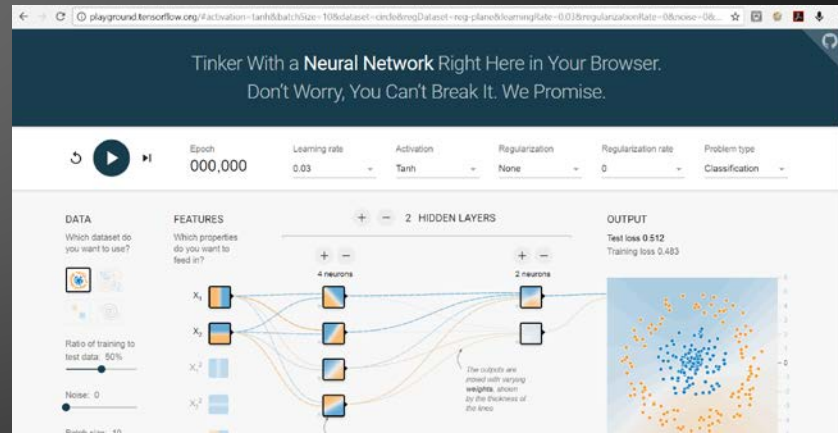 playground.tensorflow.org/#activation=tanh&batchSize=10&dataset=circle&regDataset=reg-plane&learningRate=0.03&regularizationRate=0&noise=0&...
Tinker With a Neural Network Right Here in Your Browser.
Don't Worry, You Can't Break It. We Promise.
Epoch
000,000
Learning rate
0.03
Activation
Tanh
Regularization
None
Regularization rate
0
Problem type
Classification
DATA
Which dataset do
you want to use?
Ratio of training to
test data: 50%
Noise: 0
Batch size: 10
FEATURES
Which properties
do you want to
feed in?
X₁
X₂
X₁²
X₂²
+ − 2 HIDDEN LAYERS
+ −
4 neurons
+ −
2 neurons
The outputs are
mixed with varying
weights, shown
by the thickness of
the lines
OUTPUT
Test loss 0.512
Training loss 0.483